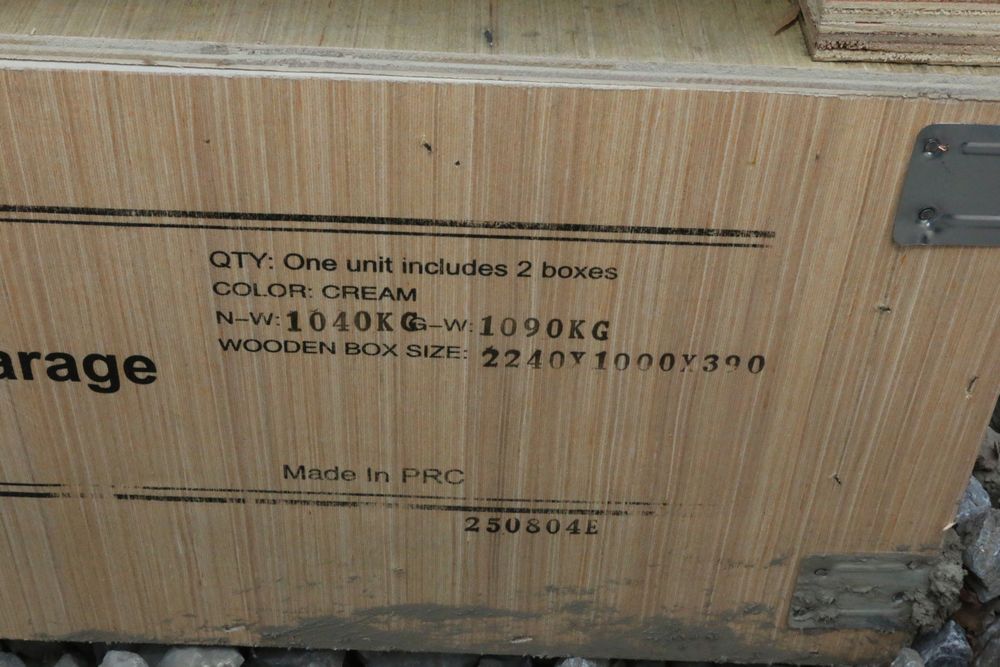 QTY: One unit includes 2 boxes
COLOR: CREAM
N-W: 1040KG G-W: 1090KG
WOODEN BOX SIZE: 2240X1000X390
arage
Made In PRC
250804E